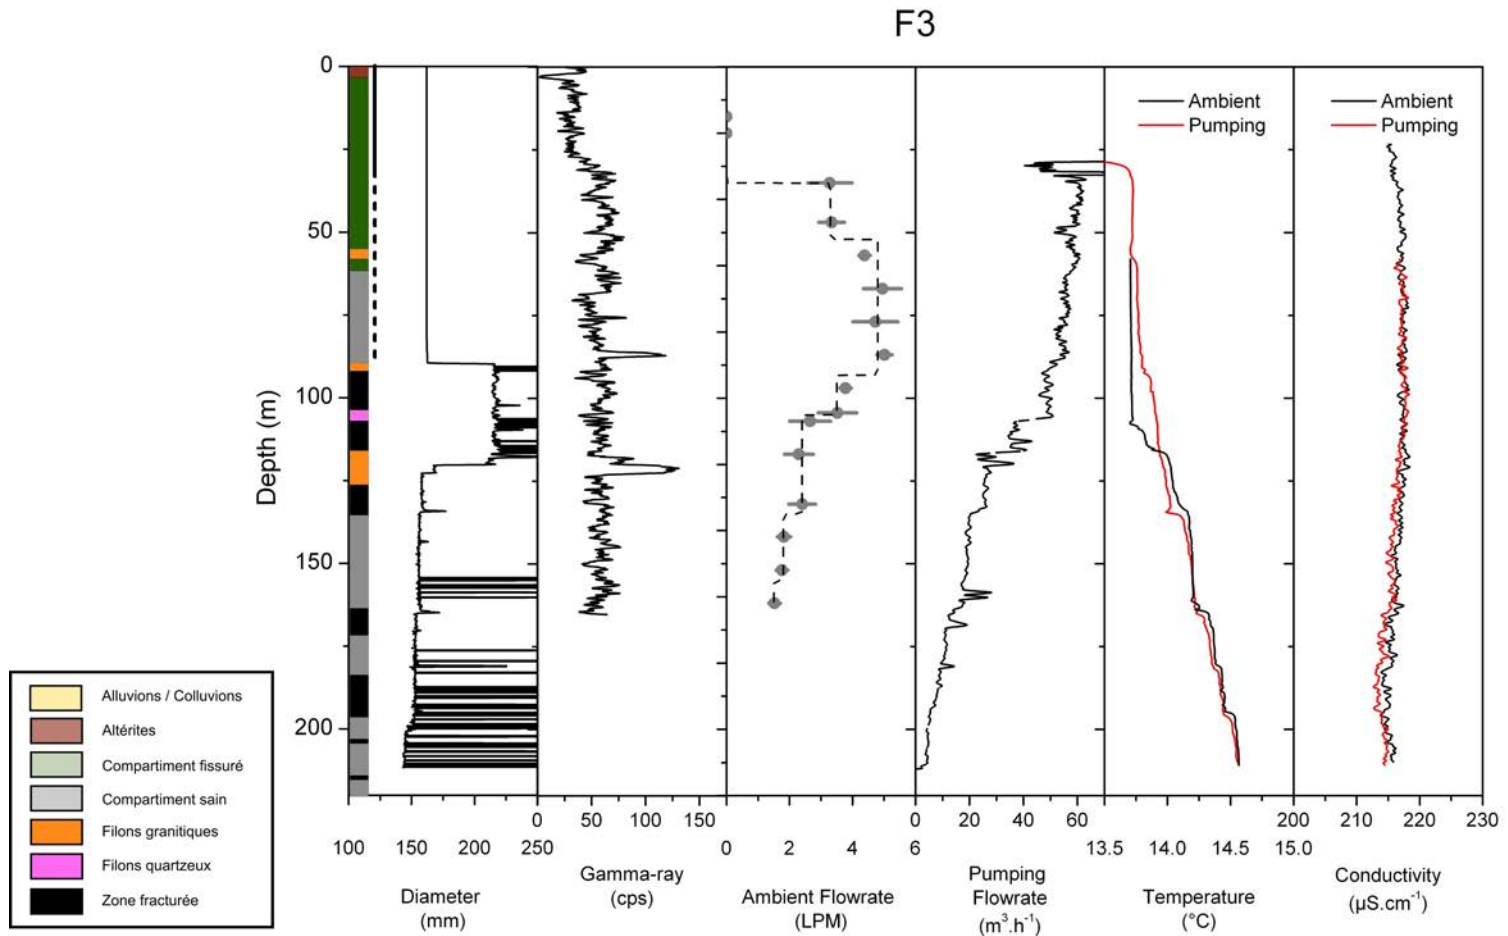 F3
0
50
100
150
200
Depth (m)
Ambient
Pumping
Ambient
Pumping
Alluvions / Colluvions
Altérites
Compartiment fissuré
Compartiment sain
Filons granitiques
Filons quartzeux
Zone fracturée
100 150 200 250
Diameter
(mm)
0 50 100 150
Gamma-ray
(cps)
0 2 4 6
Ambient Flowrate
(LPM)
0 20 40 60
Pumping
Flowrate
(m³.h⁻¹)
13.5 14.0 14.5 15.0
Temperature
(°C)
200 210 220 230
Conductivity
(µS.cm⁻¹)